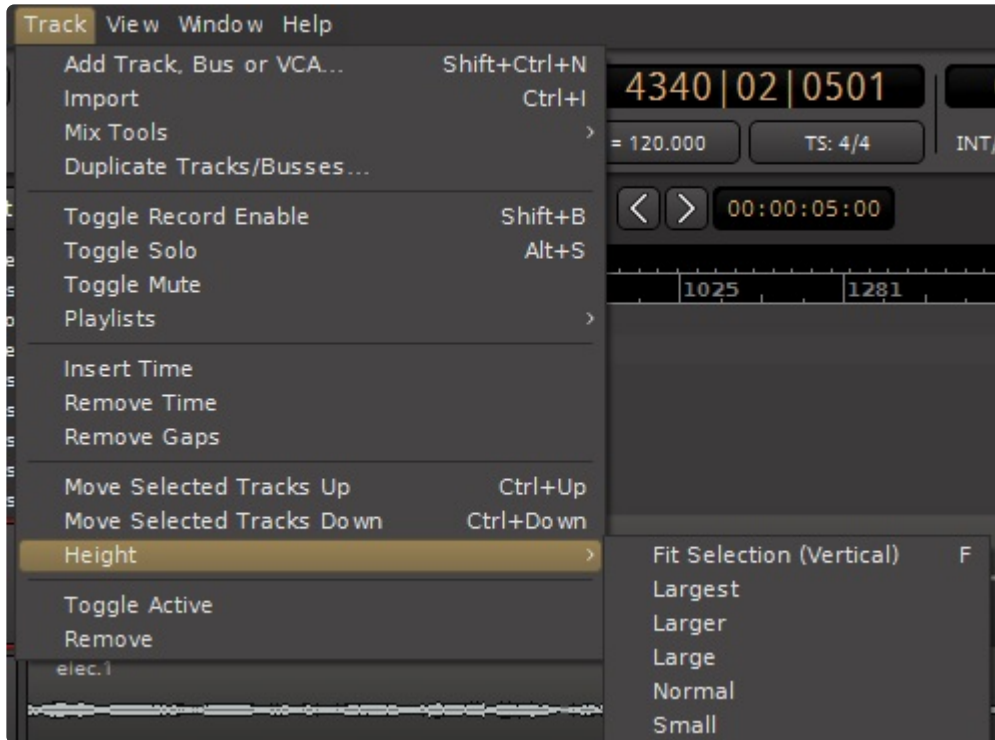 Track View Window Help
Add Track, Bus or VCA... Shift+Ctrl+N
Import Ctrl+I
Mix Tools
Duplicate Tracks/Busses...
Toggle Record Enable Shift+B
Toggle Solo Alt+S
Toggle Mute
Playlists
Insert Time
Remove Time
Remove Gaps
Move Selected Tracks Up Ctrl+Up
Move Selected Tracks Down Ctrl+Down
Height
Toggle Active
Remove
Fit Selection (Vertical) F
Largest
Larger
Large
Normal
Small
4340|02|0501
= 120.000 TS: 4/4 INT/
00:00:05:00
1025 1281
elec.1